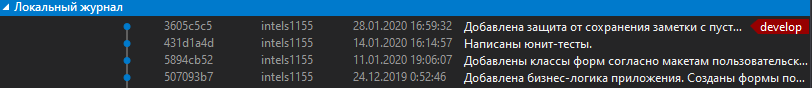 Локальный журнал
3605c5c5 intels1155 28.01.2020 16:59:32 Добавлена защита от сохранения заметки с пуст... develop
431d1a4d intels1155 14.01.2020 16:14:57 Написаны юнит-тесты.
5894cb52 intels1155 11.01.2020 19:06:07 Добавлены классы форм согласно макетам пользовательск...
507093b7 intels1155 24.12.2019 0:52:46 Добавлена бизнес-логика приложения. Созданы формы по...